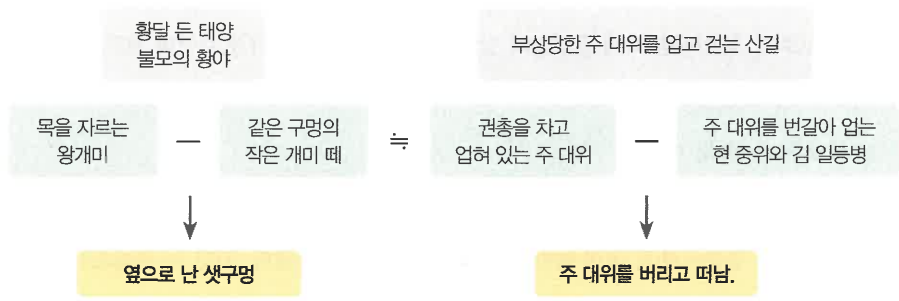 황달 든 태양
불모의 황야
부상당한 주 대위를 업고 걷는 산길
목을 자르는
왕개미
─
같은 구멍의
작은 개미 떼
≒
권총을 차고
업혀 있는 주 대위
─
주 대위를 번갈아 업는
현 중위와 김 일등병
옆으로 난 샛구멍
주 대위를 버리고 떠남.